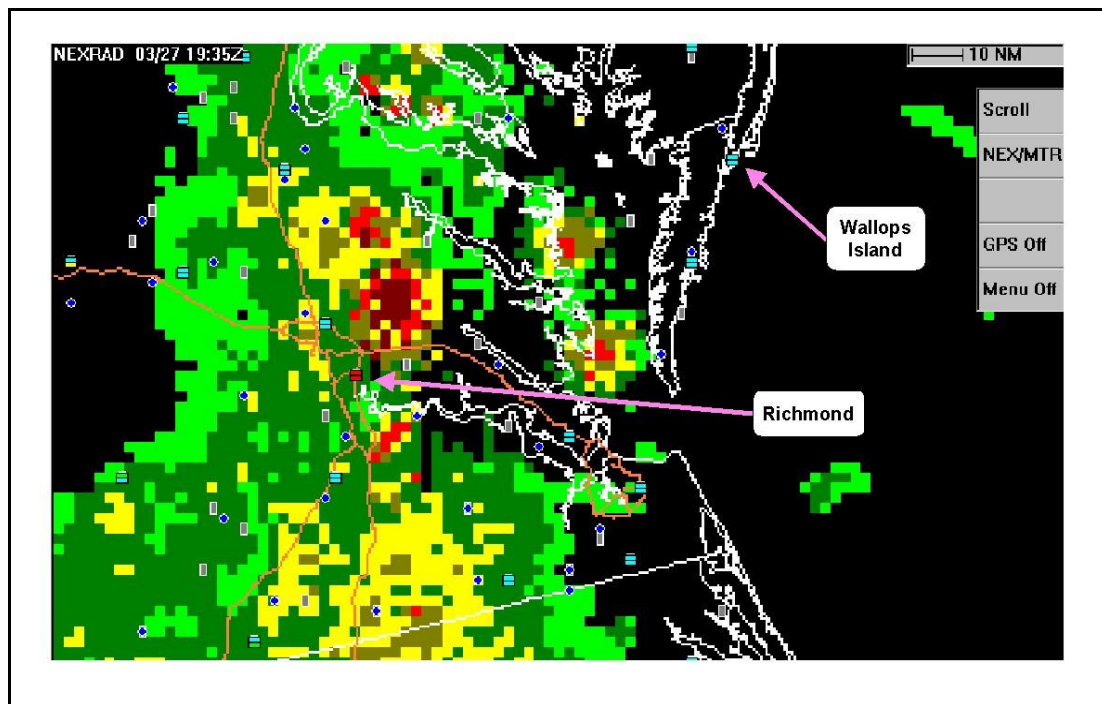 NEXRAD 03/27 19:35Z
10 NM
Scroll
NEX/MTR
Wallops
Island
GPS Off
Menu Off
Richmond